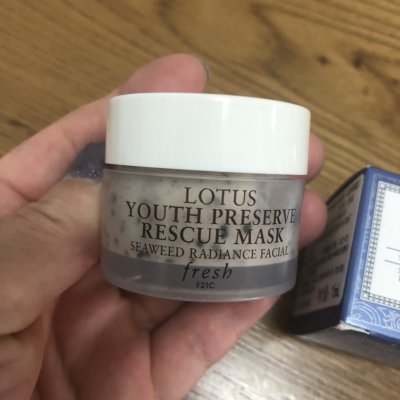 LOTUS
YOUTH PRESERVE
RESCUE MASK
SEAWEED RADIANCE FACIAL
fresh
F21C